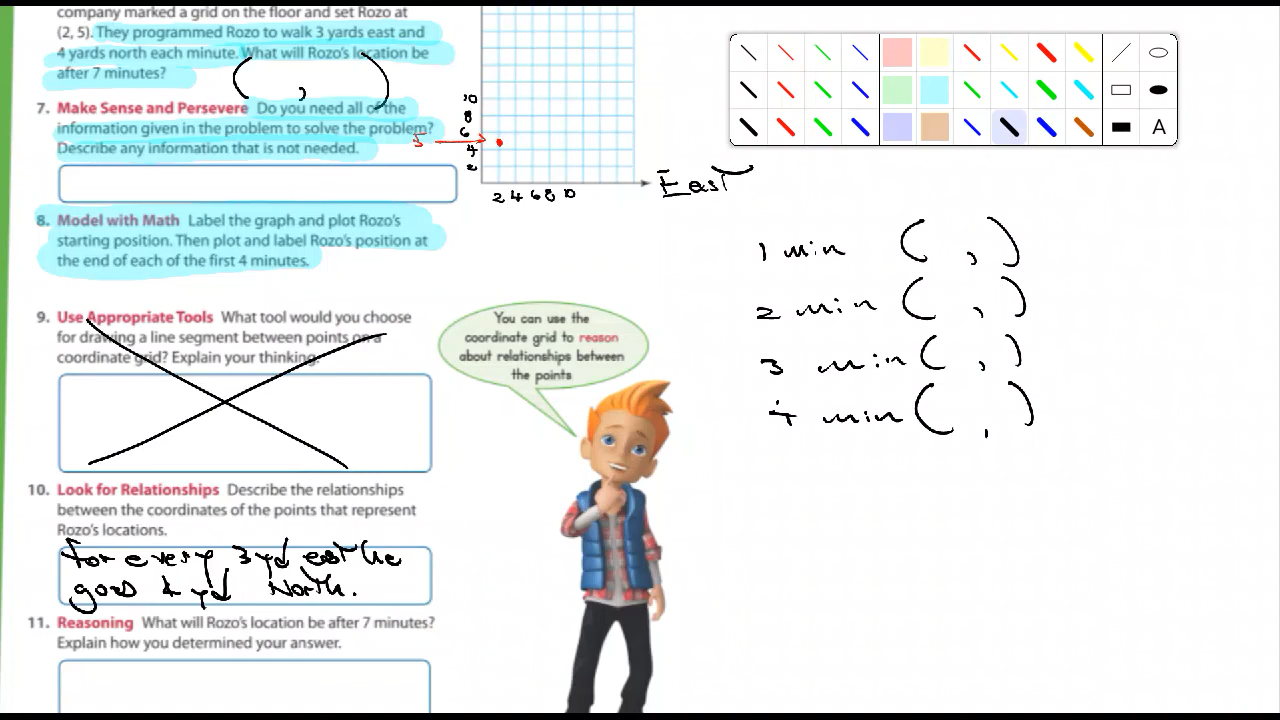 company marked a grid on the floor and set Rozo at
(2, 5). They programmed Rozo to walk 3 yards east and
4 yards north each minute. What will Rozo's location be
after 7 minutes?
( , )
7. Make Sense and Persevere Do you need all of the
information given in the problem to solve the problem?
Describe any information that is not needed.
8. Model with Math Label the graph and plot Rozo's
starting position. Then plot and label Rozo's position at
the end of each of the first 4 minutes.
9. Use Appropriate Tools What tool would you choose
for drawing a line segment between points on a
coordinate grid? Explain your thinking.
10. Look for Relationships Describe the relationships
between the coordinates of the points that represent
Rozo's locations.
for every 3 yd east he
goes 4 yd North.
11. Reasoning What will Rozo's location be after 7 minutes?
Explain how you determined your answer.
10
8
6
5
4
2
2 4 6 8 10
East
You can use the
coordinate grid to reason
about relationships between
the points
A
1 min ( , )
2 min ( , )
3 min ( , )
4 min ( , )